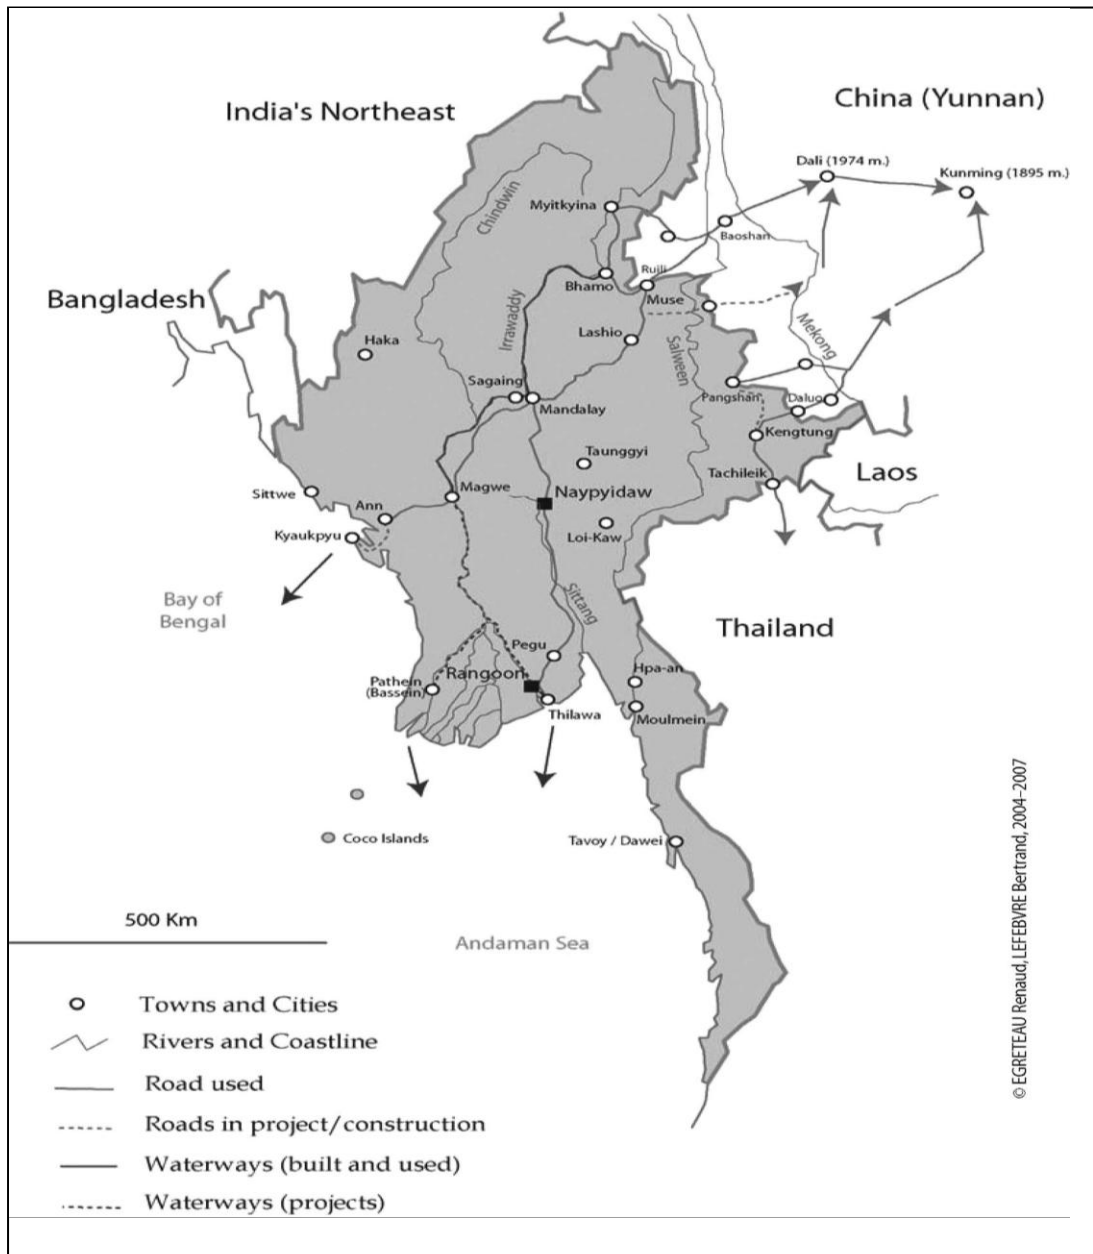 India's Northeast
China (Yunnan)
Dali (1974 m.)
Kunming (1895 m.)
Chindwin
Myitkyina
Baoshan
Ruili
Bangladesh
Bhamo
Muse
Irrawaddy
Mekong
Haka
Lashio
Salween
Sagaing
Mandalay
Pangshan
Daluo
Kengtung
Taunggyi
Tachileik
Laos
Sittwe
Magwe
Naypyidaw
Ann
Kyaukpyu
Loi-Kaw
Bay of
Bengal
Sittang
Thailand
Pegu
Rangoon
Hpa-an
Pathein
(Bassein)
Thilawa
Moulmein
Coco Islands
Tavoy / Dawei
500 Km
Andaman Sea
Towns and Cities
Rivers and Coastline
Road used
Roads in project/construction
Waterways (built and used)
Waterways (projects)
© EGRETEAU Renaud, LEFEBVRE Bertrand, 2004–2007